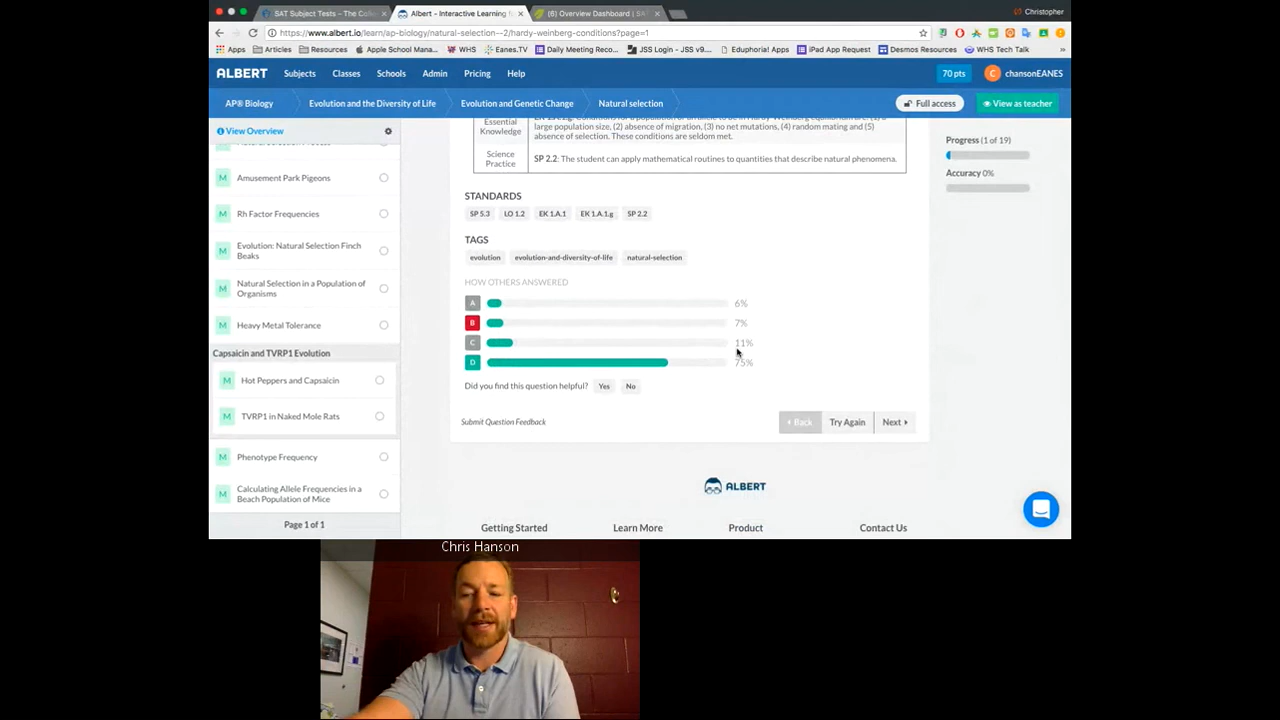 SAT Subject Tests – The Colle
Albert - Interactive Learning f
(6) Overview Dashboard | SA
Christopher
https://www.albert.io/learn/ap-biology/natural-selection--2/hardy-weinberg-conditions?page=1
Apps
Articles
Resources
Apple School Mana...
WHS
Eanes.TV
Daily Meeting Reco...
JSS Login - JSS v9....
Eduphoria! Apps
iPad App Request
Desmos Resources
WHS Tech Talk
ALBERT
Subjects
Classes
Schools
Admin
Pricing
Help
70 pts
C
chansonEANES
AP® Biology
Evolution and the Diversity of Life
Evolution and Genetic Change
Natural selection
Full access
View as teacher
View Overview
M Amusement Park Pigeons
M Rh Factor Frequencies
M Evolution: Natural Selection Finch
Beaks
M Natural Selection in a Population of
Organisms
M Heavy Metal Tolerance
Capsaicin and TVRP1 Evolution
M Hot Peppers and Capsaicin
M TVRP1 in Naked Mole Rats
M Phenotype Frequency
M Calculating Allele Frequencies in a
Beach Population of Mice
Page 1 of 1
Essential
Knowledge
large population size, (2) absence of migration, (3) no net mutations, (4) random mating and (5)
absence of selection. These conditions are seldom met.
Science
Practice
SP 2.2: The student can apply mathematical routines to quantities that describe natural phenomena.
STANDARDS
SP 5.3
LO 1.2
EK 1.A.1
EK 1.A.1.g
SP 2.2
TAGS
evolution
evolution-and-diversity-of-life
natural-selection
HOW OTHERS ANSWERED
A 6%
B 7%
C 11%
D 75%
Did you find this question helpful? Yes No
Submit Question Feedback
Back
Try Again
Next
Progress (1 of 19)
Accuracy 0%
ALBERT
Getting Started
Learn More
Product
Contact Us
Chris Hanson